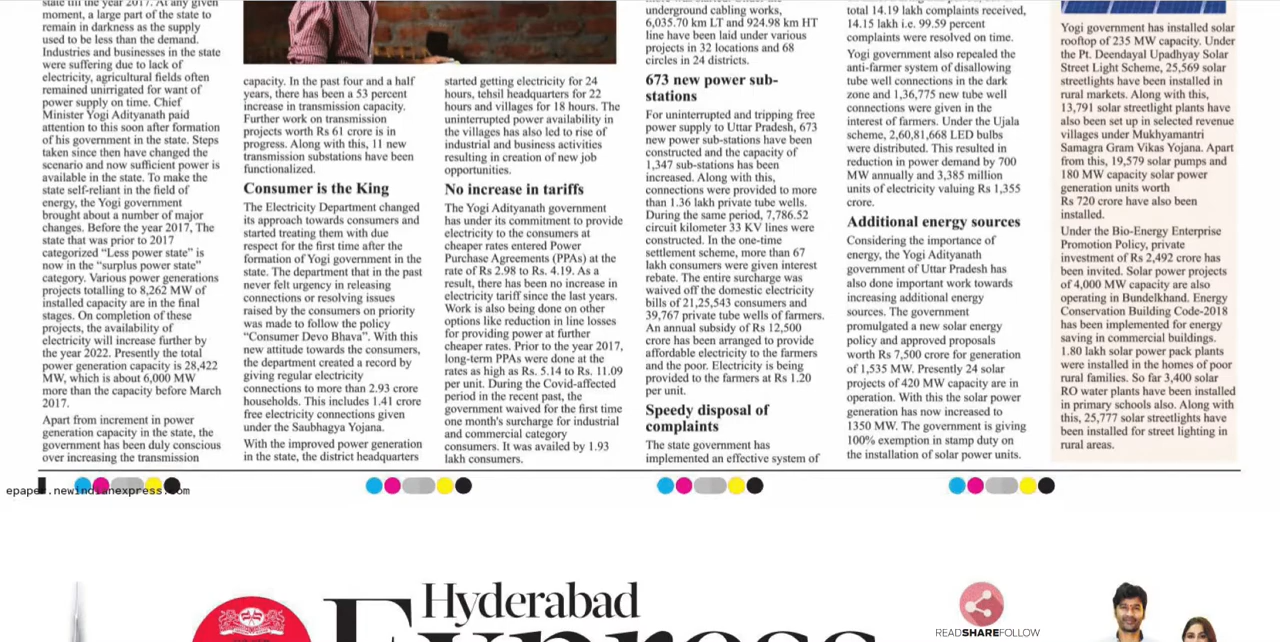 state till the year 2017. At any given
moment, a large part of the state to
remain in darkness as the supply
used to be less than the demand.
Industries and businesses in the state
were suffering due to lack of
electricity, agricultural fields often
remained unirrigated for want of
power supply on time. Chief
Minister Yogi Adityanath paid
attention to this soon after formation
of his government in the state. Steps
taken since then have changed the
scenario and now sufficient power is
available in the state. To make the
state self-reliant in the field of
energy, the Yogi government
brought about a number of major
changes. Before the year 2017, The
state that was prior to 2017
categorized “Less power state” is
now in the “surplus power state”
category. Various power generations
projects totalling to 8,262 MW of
installed capacity are in the final
stages. On completion of these
projects, the availability of
electricity will increase further by
the year 2022. Presently the total
power generation capacity is 28,422
MW, which is about 6,000 MW
more than the capacity before March
2017.
Apart from increment in power
generation capacity in the state, the
government has been duly conscious
over increasing the transmission
capacity. In the past four and a half
years, there has been a 53 percent
increase in transmission capacity.
Further work on transmission
projects worth Rs 61 crore is in
progress. Along with this, 11 new
transmission substations have been
functionalized.
Consumer is the King
The Electricity Department changed
its approach towards consumers and
started treating them with due
respect for the first time after the
formation of Yogi government in the
state. The department that in the past
never felt urgency in releasing
connections or resolving issues
raised by the consumers on priority
was made to follow the policy
“Consumer Devo Bhava”. With this
new attitude towards the consumers,
the department created a record by
giving regular electricity
connections to more than 2.93 crore
households. This includes 1.41 crore
free electricity connections given
under the Saubhagya Yojana.
With the improved power generation
in the state, the district headquarters
started getting electricity for 24
hours, tehsil headquarters for 22
hours and villages for 18 hours. The
uninterrupted power availability in
the villages has also led to rise of
industrial and business activities
resulting in creation of new job
opportunities.
No increase in tariffs
The Yogi Adityanath government
has under its commitment to provide
electricity to the consumers at
cheaper rates entered Power
Purchase Agreements (PPAs) at the
rate of Rs 2.98 to Rs. 4.19. As a
result, there has been no increase in
electricity tariff since the last years.
Work is also being done on other
options like reduction in line losses
for providing power at further
cheaper rates. Prior to the year 2017,
long-term PPAs were done at the
rates as high as Rs. 5.14 to Rs. 11.09
per unit. During the Covid-affected
period in the recent past, the
government waived for the first time
one month's surcharge for industrial
and commercial category
consumers. It was availed by 1.93
lakh consumers.
underground cabling works,
6,035.70 km LT and 924.98 km HT
line have been laid under various
projects in 32 locations and 68
circles in 24 districts.
673 new power sub-
stations
For uninterrupted and tripping free
power supply to Uttar Pradesh, 673
new power sub-stations have been
constructed and the capacity of
1,347 sub-stations has been
increased. Along with this,
connections were provided to more
than 1.36 lakh private tube wells.
During the same period, 7,786.52
circuit kilometer 33 KV lines were
constructed. In the one-time
settlement scheme, more than 67
lakh consumers were given interest
rebate. The entire surcharge was
waived off the domestic electricity
bills of 21,25,543 consumers and
39,767 private tube wells of farmers.
An annual subsidy of Rs 12,500
crore has been arranged to provide
affordable electricity to the farmers
and the poor. Electricity is being
provided to the farmers at Rs 1.20
per unit.
Speedy disposal of
complaints
The state government has
implemented an effective system of
total 14.19 lakh complaints received,
14.15 lakh i.e. 99.59 percent
complaints were resolved on time.
Yogi government also repealed the
anti-farmer system of disallowing
tube well connections in the dark
zone and 1,36,775 new tube well
connections were given in the
interest of farmers. Under the Ujala
scheme, 2,60,81,668 LED bulbs
were distributed. This resulted in
reduction in power demand by 700
MW annually and 3,385 million
units of electricity valuing Rs 1,355
crore.
Additional energy sources
Considering the importance of
energy, the Yogi Adityanath
government of Uttar Pradesh has
also done important work towards
increasing additional energy
sources. The government
promulgated a new solar energy
policy and approved proposals
worth Rs 7,500 crore for generation
of 1,535 MW. Presently 24 solar
projects of 420 MW capacity are in
operation. With this the solar power
generation has now increased to
1350 MW. The government is giving
100% exemption in stamp duty on
the installation of solar power units.
Yogi government has installed solar
rooftop of 235 MW capacity. Under
the Pt. Deendayal Upadhyay Solar
Street Light Scheme, 25,569 solar
streetlights have been installed in
rural markets. Along with this,
13,791 solar streetlight plants have
also been set up in selected revenue
villages under Mukhyamantri
Samagra Gram Vikas Yojana. Apart
from this, 19,579 solar pumps and
180 MW capacity solar power
generation units worth
Rs 720 crore have also been
installed.
Under the Bio-Energy Enterprise
Promotion Policy, private
investment of Rs 2,492 crore has
been invited. Solar power projects
of 4,000 MW capacity are also
operating in Bundelkhand. Energy
Conservation Building Code-2018
has been implemented for energy
saving in commercial buildings.
1.80 lakh solar power pack plants
were installed in the homes of poor
rural families. So far 3,400 solar
RO water plants have been installed
in primary schools also. Along with
this, 25,777 solar streetlights have
been installed for street lighting in
rural areas.
epaper.newindianexpress.com
Hyderabad
Express
READSHAREFOLLOW